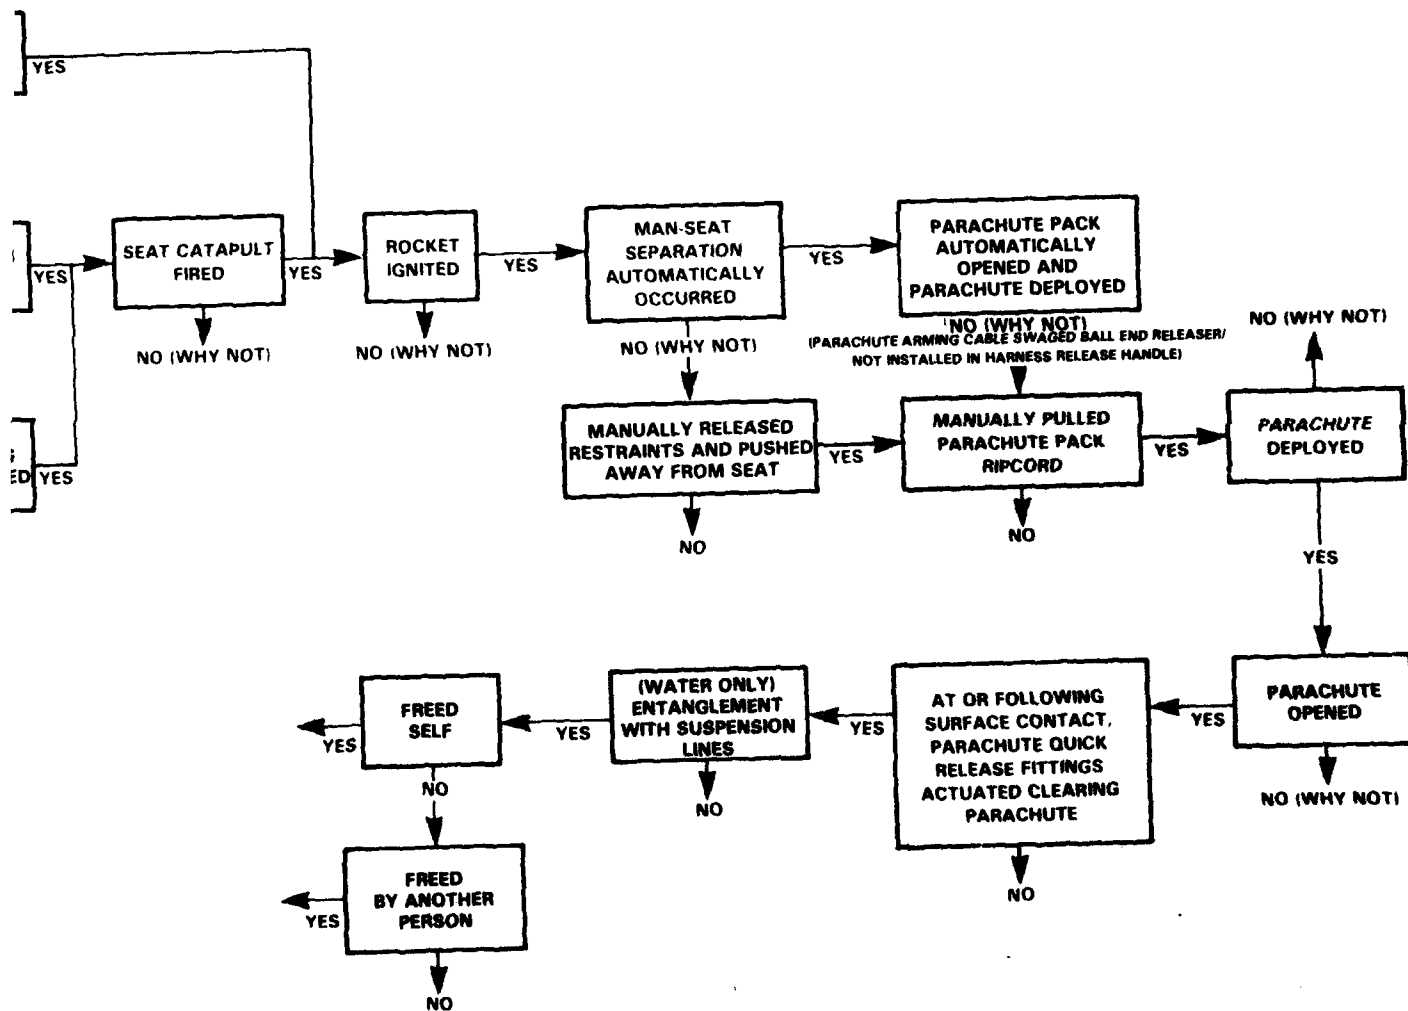 YES
YES
SEAT CATAPULT
FIRED
YES
NO (WHY NOT)
ROCKET
IGNITED
YES
NO (WHY NOT)
MAN-SEAT
SEPARATION
AUTOMATICALLY
OCCURRED
YES
NO (WHY NOT)
PARACHUTE PACK
AUTOMATICALLY
OPENED AND
PARACHUTE DEPLOYED
NO (WHY NOT)
(PARACHUTE ARMING CABLE SWAGED BALL END RELEASER/
NOT INSTALLED IN HARNESS RELEASE HANDLE)
NO (WHY NOT)
ED
YES
MANUALLY RELEASED
RESTRAINTS AND PUSHED
AWAY FROM SEAT
YES
NO
MANUALLY PULLED
PARACHUTE PACK
RIPCORD
YES
NO
PARACHUTE
DEPLOYED
YES
PARACHUTE
OPENED
YES
NO (WHY NOT)
AT OR FOLLOWING
SURFACE CONTACT,
PARACHUTE QUICK
RELEASE FITTINGS
ACTUATED CLEARING
PARACHUTE
YES
NO
(WATER ONLY)
ENTANGLEMENT
WITH SUSPENSION
LINES
YES
NO
FREED
SELF
YES
NO
FREED
BY ANOTHER
PERSON
YES
NO